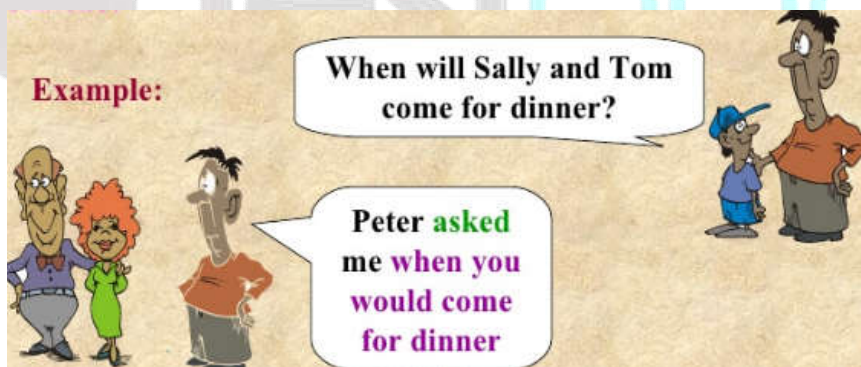 Example:
When will Sally and Tom
come for dinner?
Peter asked
me when you
would come
for dinner